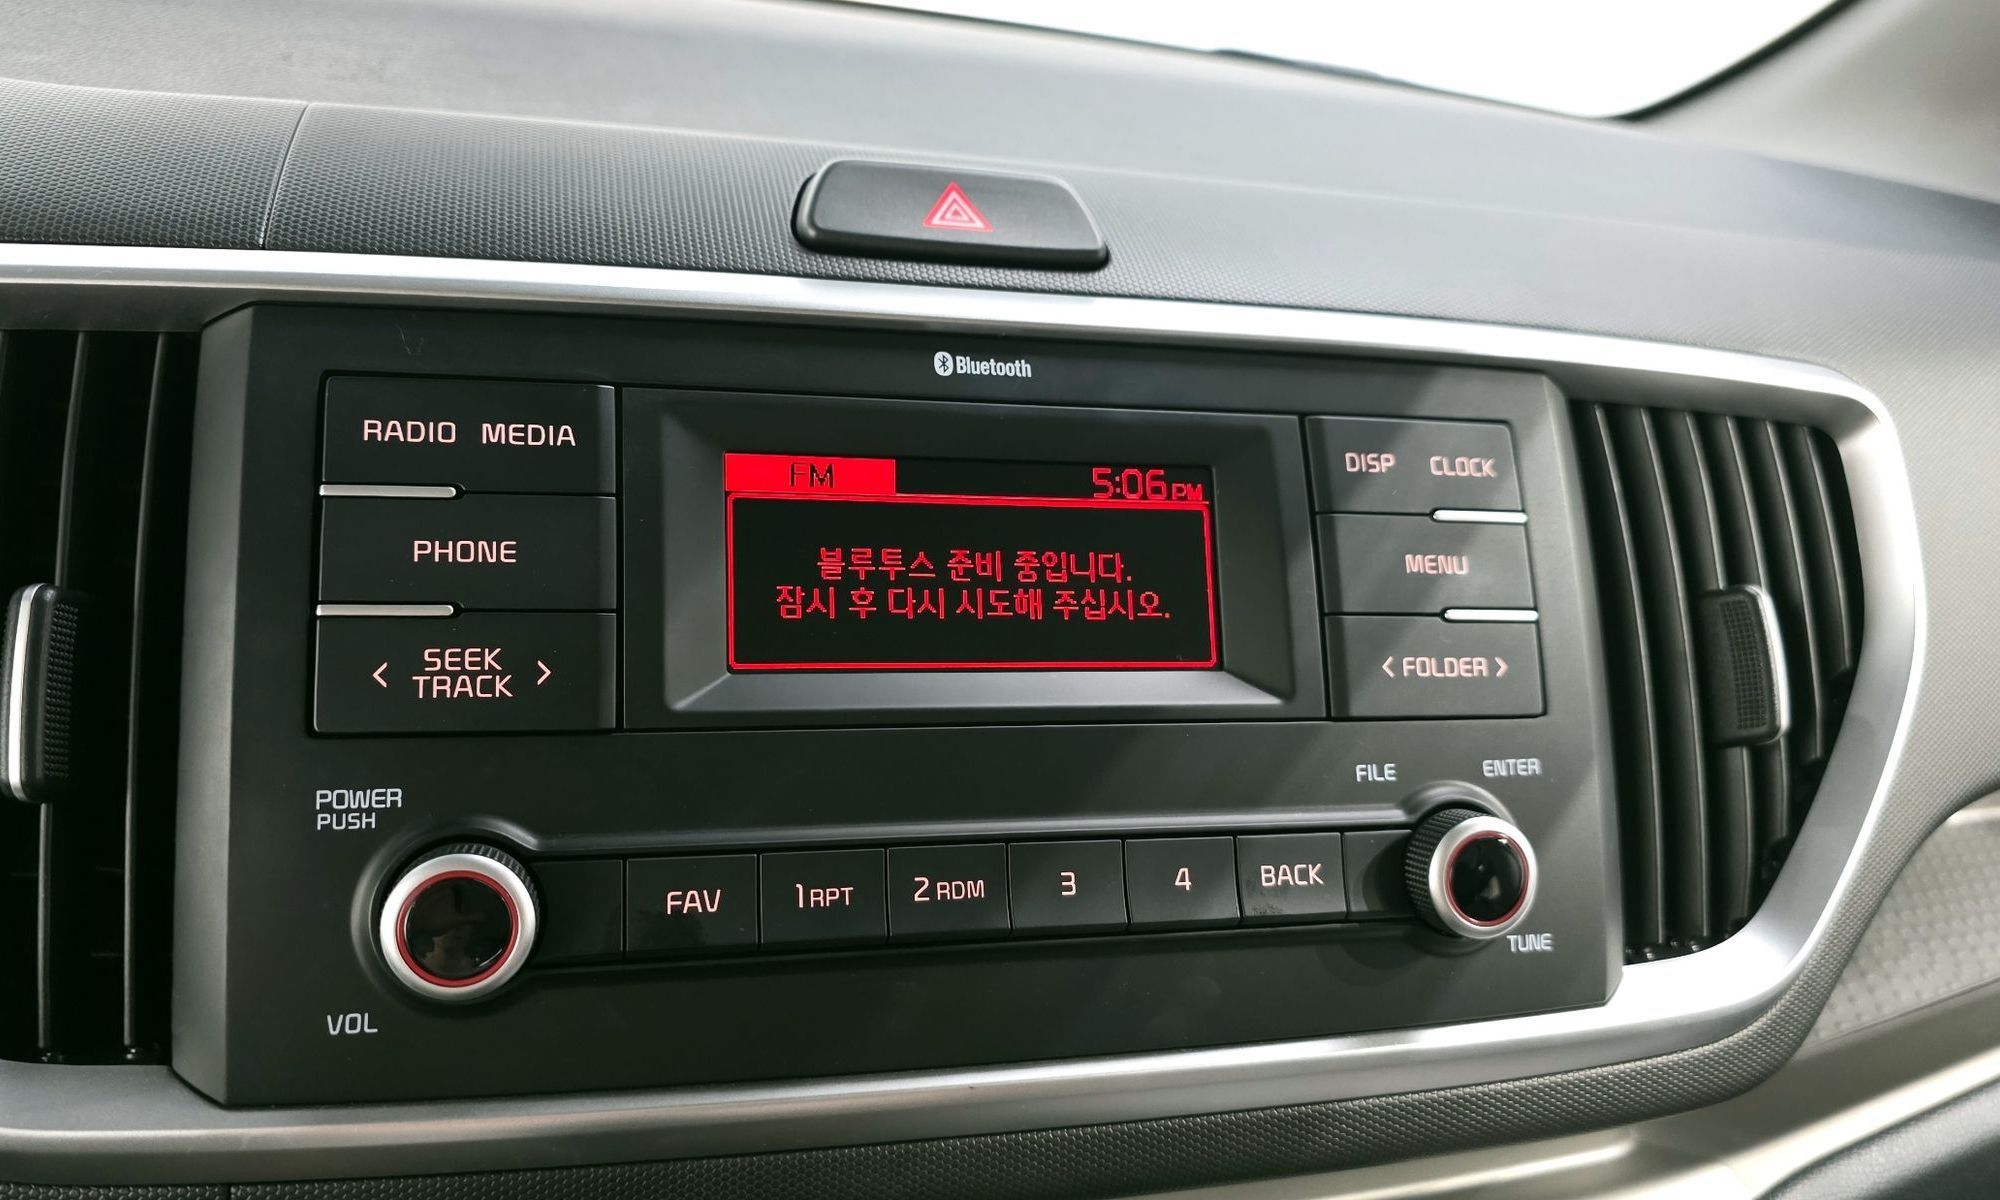 Bluetooth
RADIO MEDIA
PHONE
< SEEK >
TRACK
FM 5:06 PM
블루투스 준비 중입니다.
잠시 후 다시 시도해 주십시오.
DISP CLOCK
MENU
< FOLDER >
POWER
PUSH
VOL
FAV
1 RPT
2 RDM
3
4
BACK
FILE
ENTER
TUNE